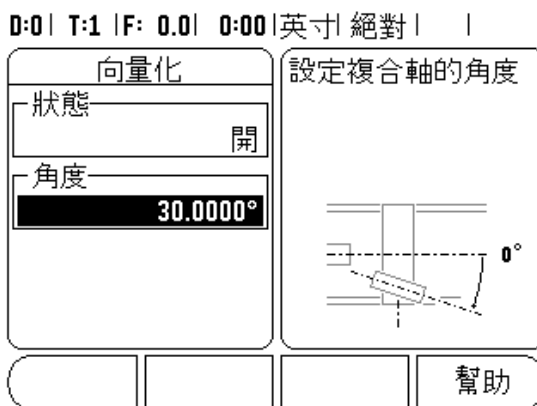 D:0| T:1 |F: 0.0| 0:00|英寸|絕對| |
向量化
狀態
開
角度
30.0000°
設定複合軸的角度
0°
幫助